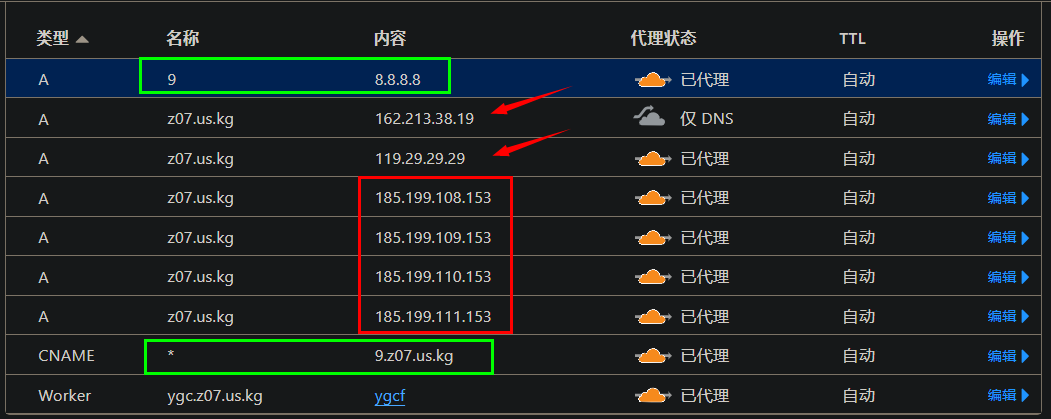 类型 名称 内容 代理状态 TTL 操作
A 9 8.8.8.8 已代理 自动 编辑
A z07.us.kg 162.213.38.19 仅 DNS 自动 编辑
A z07.us.kg 119.29.29.29 已代理 自动 编辑
A z07.us.kg 185.199.108.153 已代理 自动 编辑
A z07.us.kg 185.199.109.153 已代理 自动 编辑
A z07.us.kg 185.199.110.153 已代理 自动 编辑
A z07.us.kg 185.199.111.153 已代理 自动 编辑
CNAME * 9.z07.us.kg 已代理 自动 编辑
Worker ygc.z07.us.kg ygcf 已代理 自动 编辑